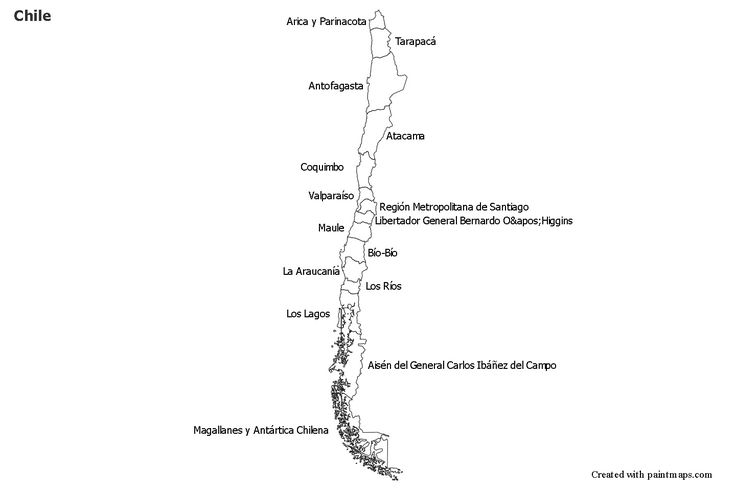 Chile
Arica y Parinacota
Tarapacá
Antofagasta
Atacama
Coquimbo
Valparaíso
Región Metropolitana de Santiago
Libertador General Bernardo O&apos;Higgins
Maule
Bío-Bío
La Araucanía
Los Ríos
Los Lagos
Aisén del General Carlos Ibáñez del Campo
Magallanes y Antártica Chilena
Created with paintmaps.com